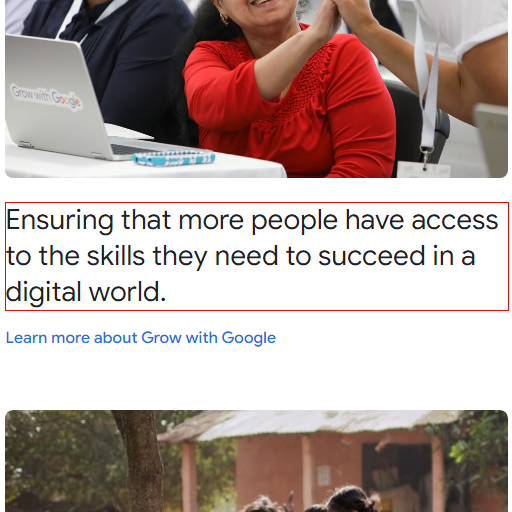 Grow with Google
Ensuring that more people have access
to the skills they need to succeed in a
digital world.
Learn more about Grow with Google